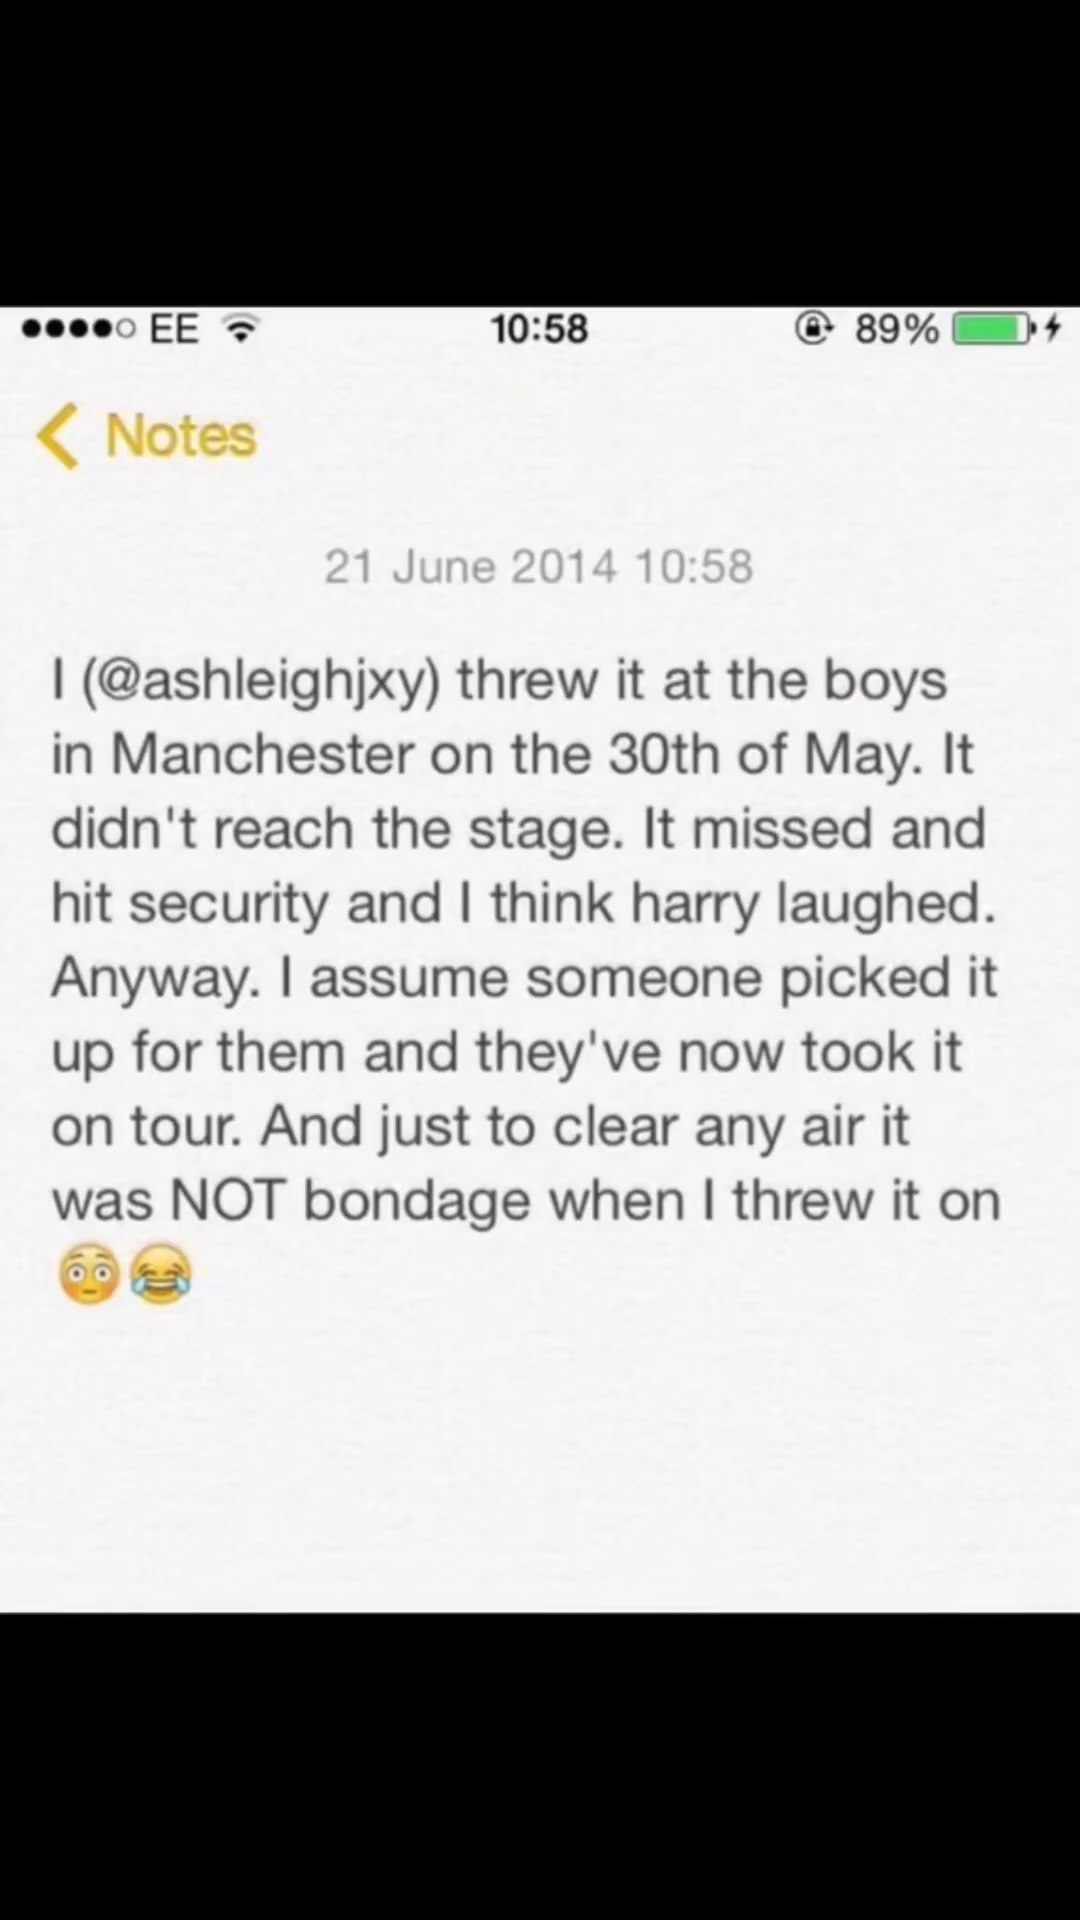 EE 10:58 89%
Notes
21 June 2014 10:58
I (@ashleighjxy) threw it at the boys
in Manchester on the 30th of May. It
didn't reach the stage. It missed and
hit security and I think harry laughed.
Anyway. I assume someone picked it
up for them and they've now took it
on tour. And just to clear any air it
was NOT bondage when I threw it on
😳😂